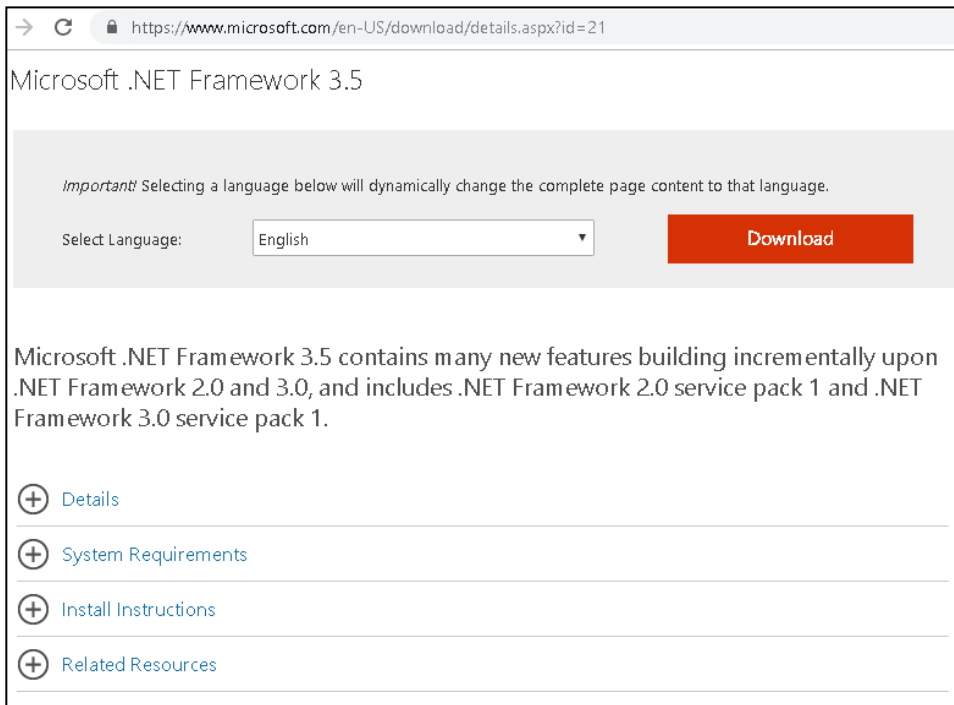 https://www.microsoft.com/en-US/download/details.aspx?id=21
Microsoft .NET Framework 3.5
Important! Selecting a language below will dynamically change the complete page content to that language.
Select Language:
English
Download
Microsoft .NET Framework 3.5 contains many new features building incrementally upon
.NET Framework 2.0 and 3.0, and includes .NET Framework 2.0 service pack 1 and .NET
Framework 3.0 service pack 1.
Details
System Requirements
Install Instructions
Related Resources